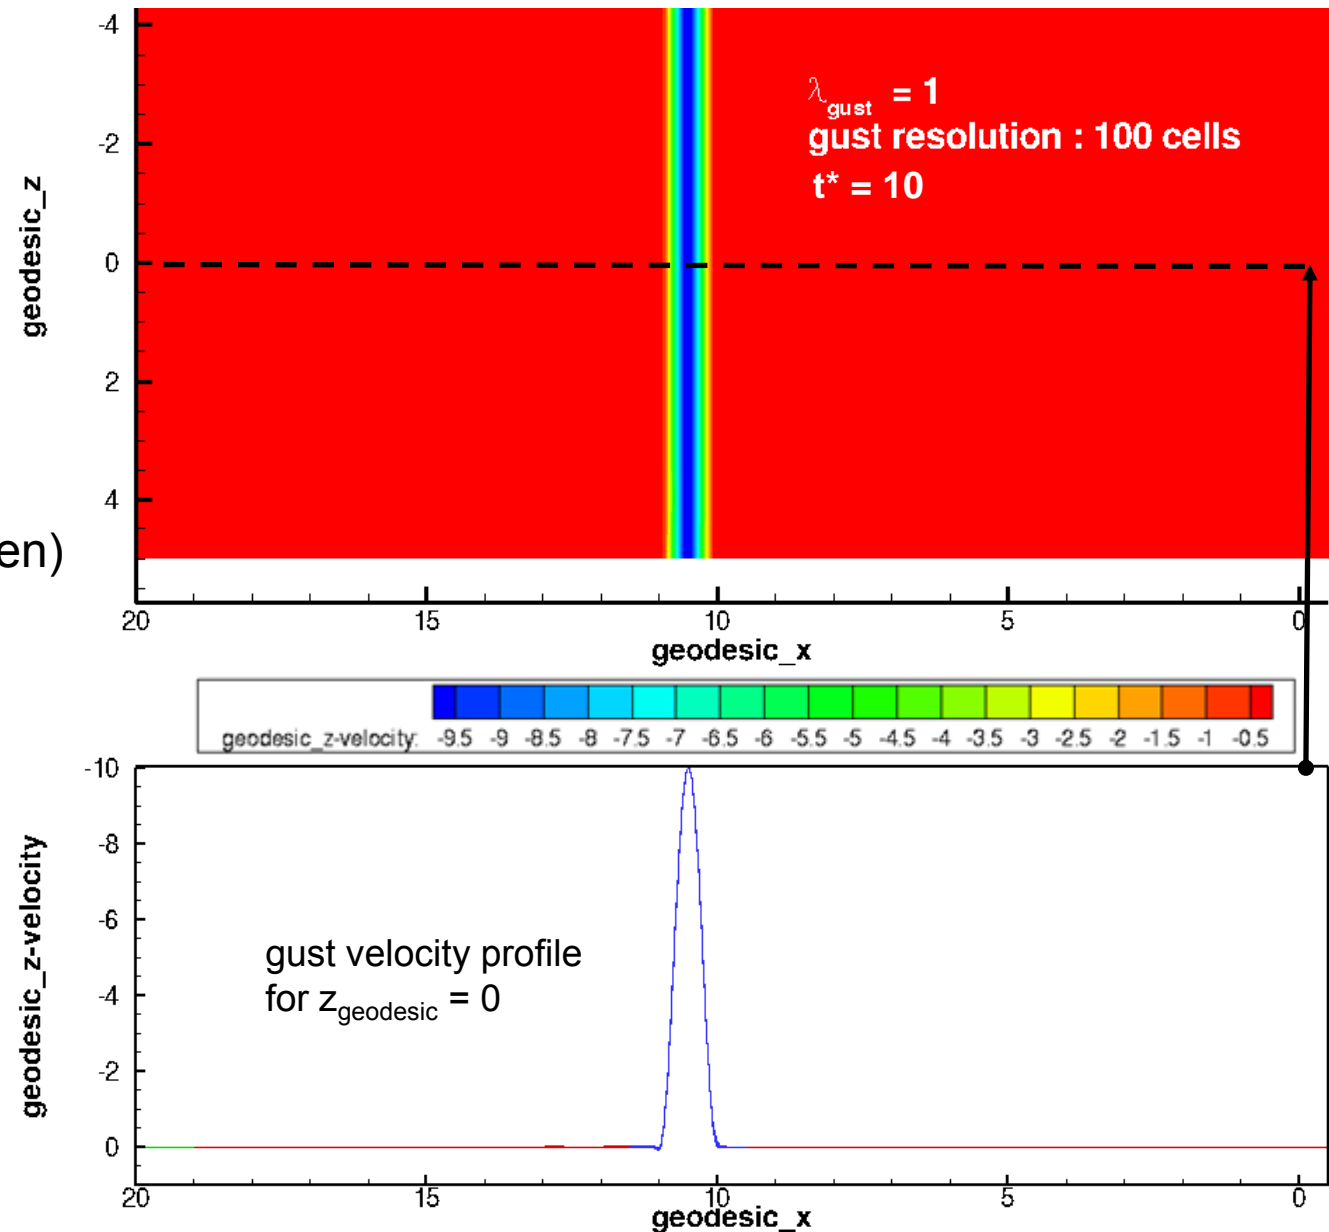 -4
-2
0
2
4
geodesic_z
λgust = 1
gust resolution : 100 cells
t* = 10
en)
20 15 10 5 0
geodesic_x
geodesic_z-velocity: -9.5 -9 -8.5 -8 -7.5 -7 -6.5 -6 -5.5 -5 -4.5 -4 -3.5 -3 -2.5 -2 -1.5 -1 -0.5
-10
-8
-6
-4
-2
0
geodesic_z-velocity
gust velocity profile
for zgeodesic = 0
20 15 10 5 0
geodesic_x